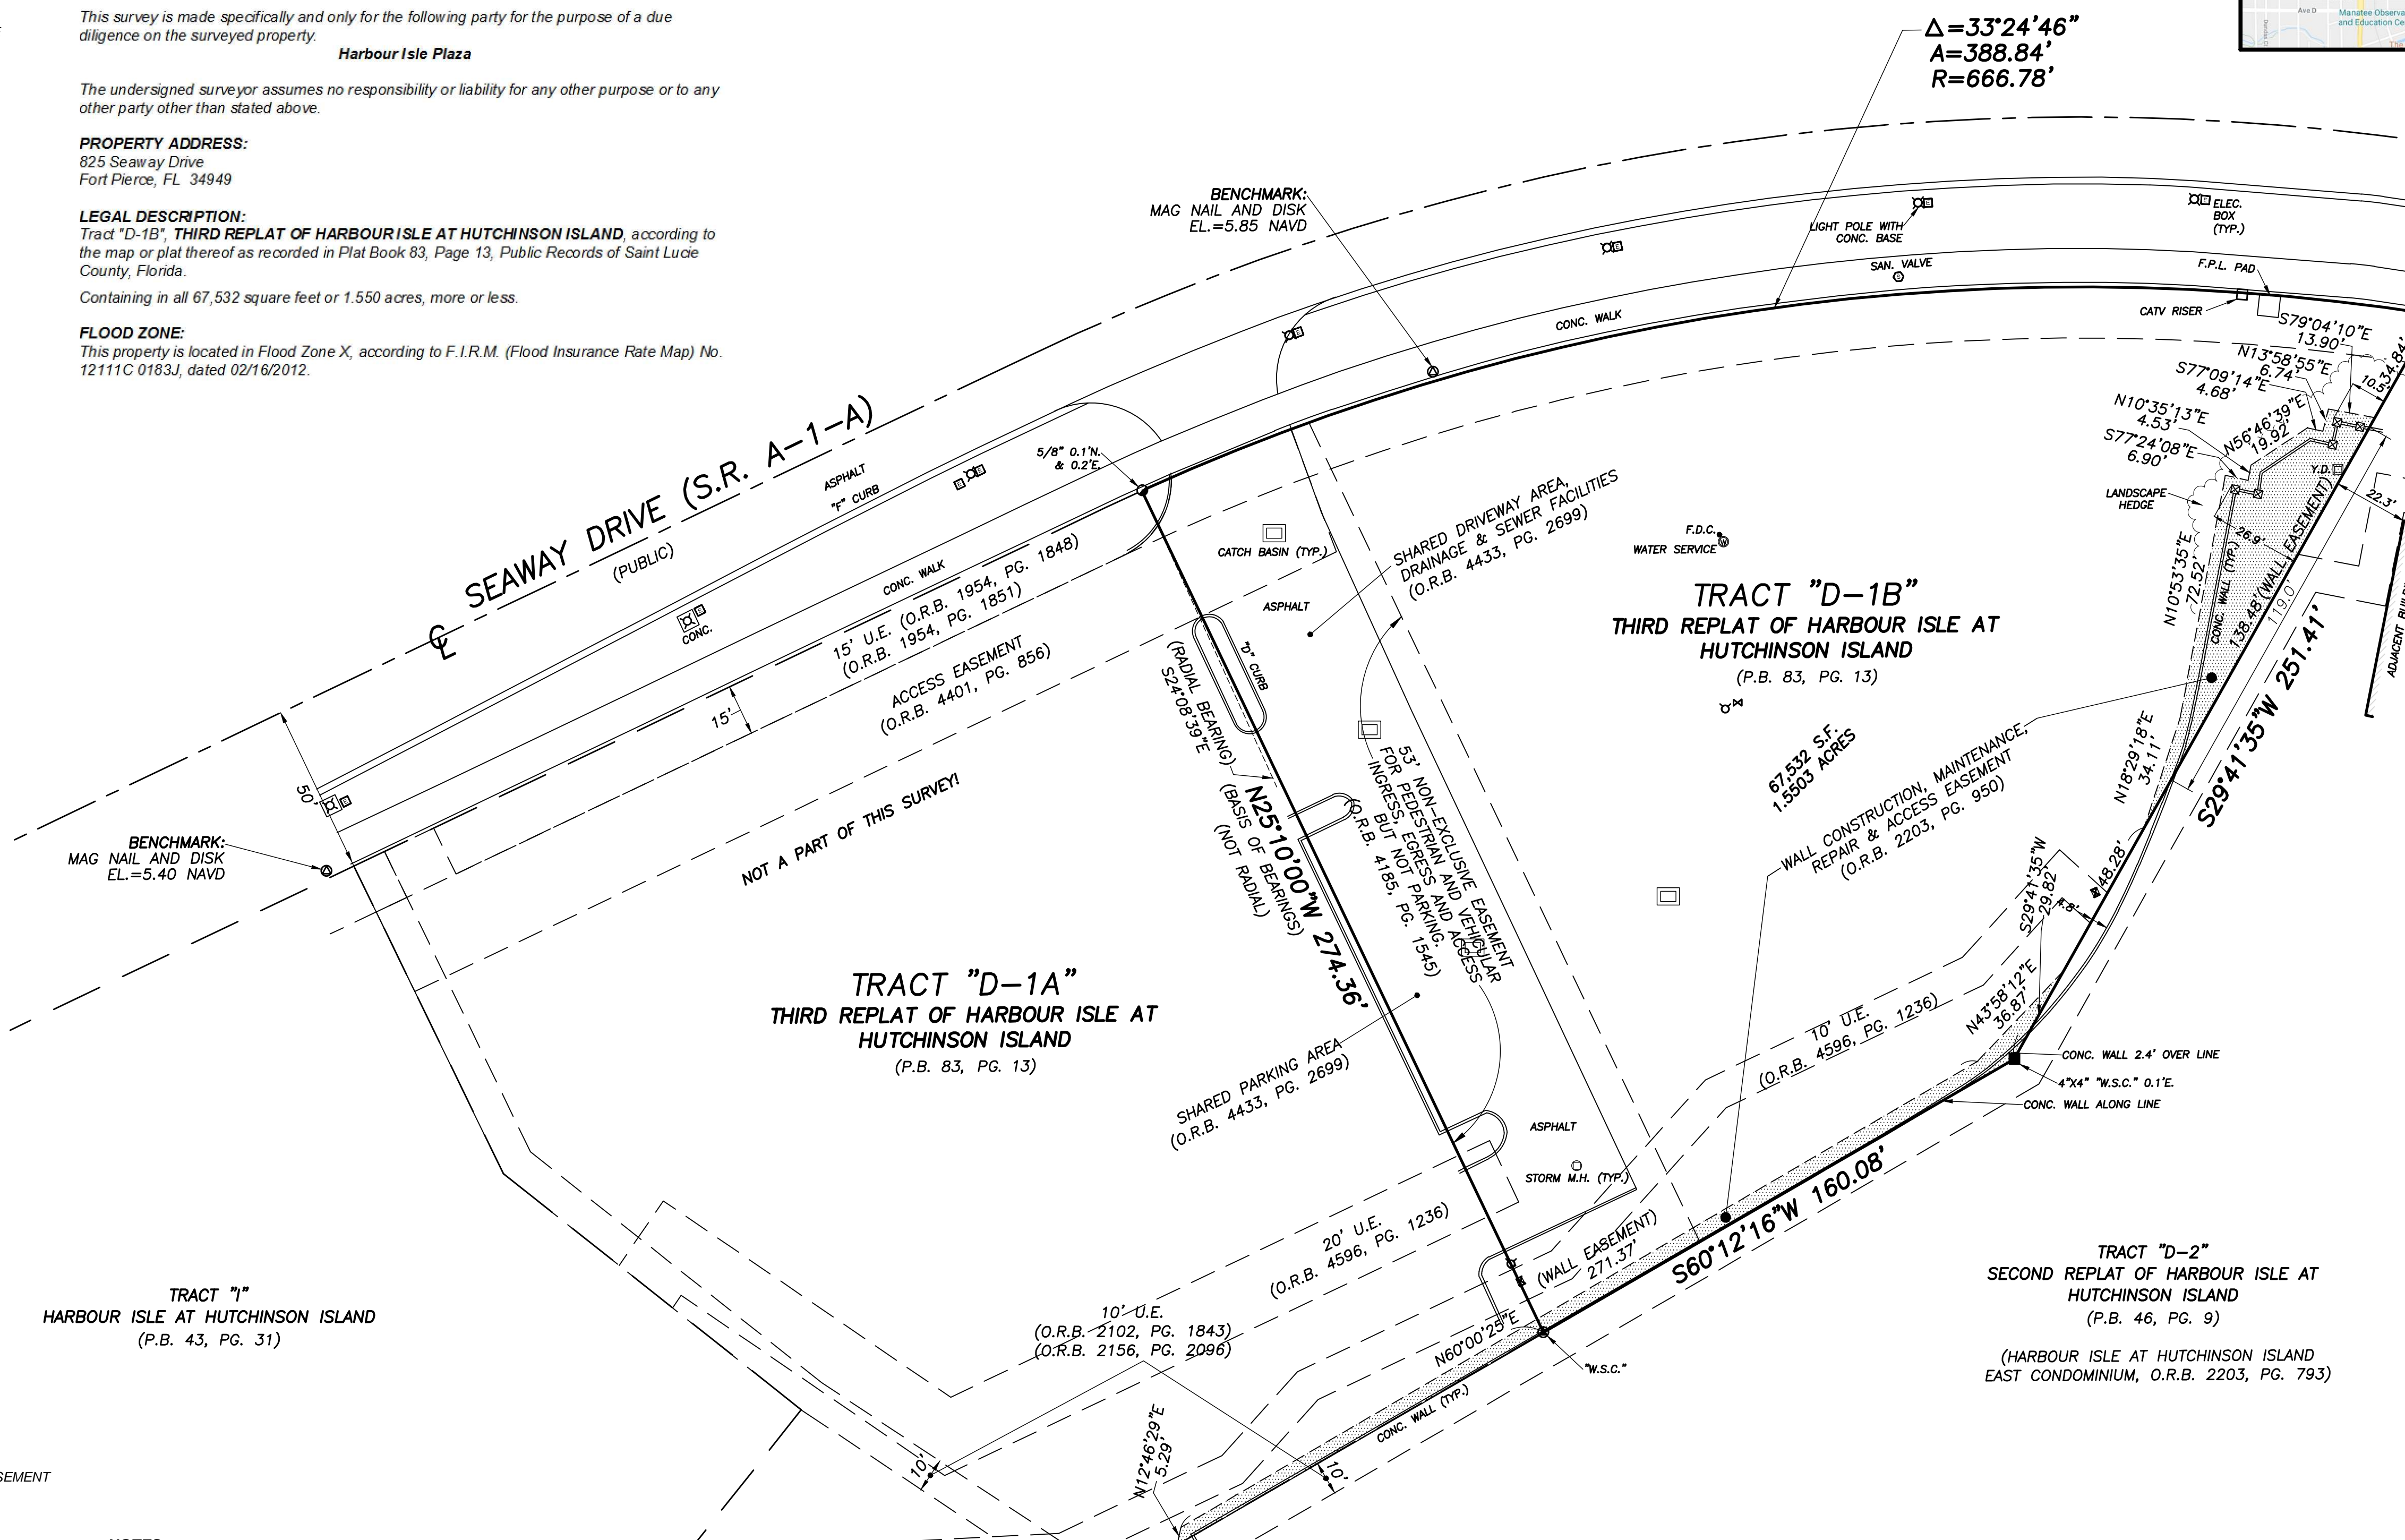 This survey is made specifically and only for the following party for the purpose of a due
diligence on the surveyed property.
Harbour Isle Plaza
The undersigned surveyor assumes no responsibility or liability for any other purpose or to any
other party other than stated above.
PROPERTY ADDRESS:
825 Seaway Drive
Fort Pierce, FL 34949
LEGAL DESCRIPTION:
Tract "D-1B", THIRD REPLAT OF HARBOUR ISLE AT HUTCHINSON ISLAND, according to
the map or plat thereof as recorded in Plat Book 83, Page 13, Public Records of Saint Lucie
County, Florida.
Containing in all 67,532 square feet or 1.550 acres, more or less.
FLOOD ZONE:
This property is located in Flood Zone X, according to F.I.R.M. (Flood Insurance Rate Map) No.
12111C 0183J, dated 02/16/2012.
Δ=33°24'46"
A=388.84'
R=666.78'
Ave D
Manatee Observa
and Education Ce
BENCHMARK:
MAG NAIL AND DISK
EL.=5.85 NAVD
LIGHT POLE WITH
CONC. BASE
ELEC.
BOX
(TYP.)
SAN. VALVE
F.P.L. PAD
CATV RISER
CONC. WALK
S79°04'10"E
13.90'
N13°58'55"E
6.74'
S77°09'14"E
4.68'
N10°35'13"E
4.53'
S77°24'08"E
6.90'
N56°46'39"E
19.92'
10.5'
34.84'
Y.D.
LANDSCAPE
HEDGE
22.3'
26.9'
N10°53'35"E
72.52'
CONC. WALL (TYP.)
138.48' (WALL EASEMENT)
119.0'
S29°41'35"W 251.41'
ADJACENT BUILDI
SEAWAY DRIVE (S.R. A-1-A)
(PUBLIC)
ASPHALT
"F" CURB
5/8" 0.1'N.
& 0.2'E.
CONC. WALK
CONC.
15' U.E. (O.R.B. 1954, PG. 1848)
(O.R.B. 1954, PG. 1851)
ACCESS EASEMENT
(O.R.B. 4401, PG. 856)
15'
50'
CATCH BASIN (TYP.)
ASPHALT
SHARED DRIVEWAY AREA,
DRAINAGE & SEWER FACILITIES
(O.R.B. 4433, PG. 2699)
F.D.C.
WATER SERVICE
TRACT "D-1B"
THIRD REPLAT OF HARBOUR ISLE AT
HUTCHINSON ISLAND
(P.B. 83, PG. 13)
67,532 S.F.
1.5503 ACRES
"D" CURB
(RADIAL BEARING)
S24°08'39"E
N25°10'00"W 274.36'
(BASIS OF BEARINGS)
(NOT RADIAL)
53' NON-EXCLUSIVE EASEMENT
FOR PEDESTRIAN AND VEHICULAR
INGRESS, EGRESS AND ACCESS
BUT NOT PARKING.
(O.R.B. 4185, PG. 1545)
WALL CONSTRUCTION, MAINTENANCE,
REPAIR & ACCESS EASEMENT
(O.R.B. 2203, PG. 950)
N18°29'18"E
34.11'
48.28'
S29°41'35"W
29.82'
4.8'
N43°58'12"E
36.87'
BENCHMARK:
MAG NAIL AND DISK
EL.=5.40 NAVD
NOT A PART OF THIS SURVEY!
TRACT "D-1A"
THIRD REPLAT OF HARBOUR ISLE AT
HUTCHINSON ISLAND
(P.B. 83, PG. 13)
SHARED PARKING AREA
(O.R.B. 4433, PG. 2699)
10' U.E.
(O.R.B. 4596, PG. 1236)
CONC. WALL 2.4' OVER LINE
4"X4" "W.S.C." 0.1'E.
CONC. WALL ALONG LINE
ASPHALT
STORM M.H. (TYP.)
20' U.E.
(O.R.B. 4596, PG. 1236)
(WALL EASEMENT)
271.37'
S60°12'16"W 160.08'
N60°00'25"E
"W.S.C."
CONC. WALL (TYP.)
TRACT "I"
HARBOUR ISLE AT HUTCHINSON ISLAND
(P.B. 43, PG. 31)
10' U.E.
(O.R.B. 2102, PG. 1843)
(O.R.B. 2156, PG. 2096)
TRACT "D-2"
SECOND REPLAT OF HARBOUR ISLE AT
HUTCHINSON ISLAND
(P.B. 46, PG. 9)
(HARBOUR ISLE AT HUTCHINSON ISLAND
EAST CONDOMINIUM, O.R.B. 2203, PG. 793)
10'
10'
N12°46'29"E
5.29'
SEMENT